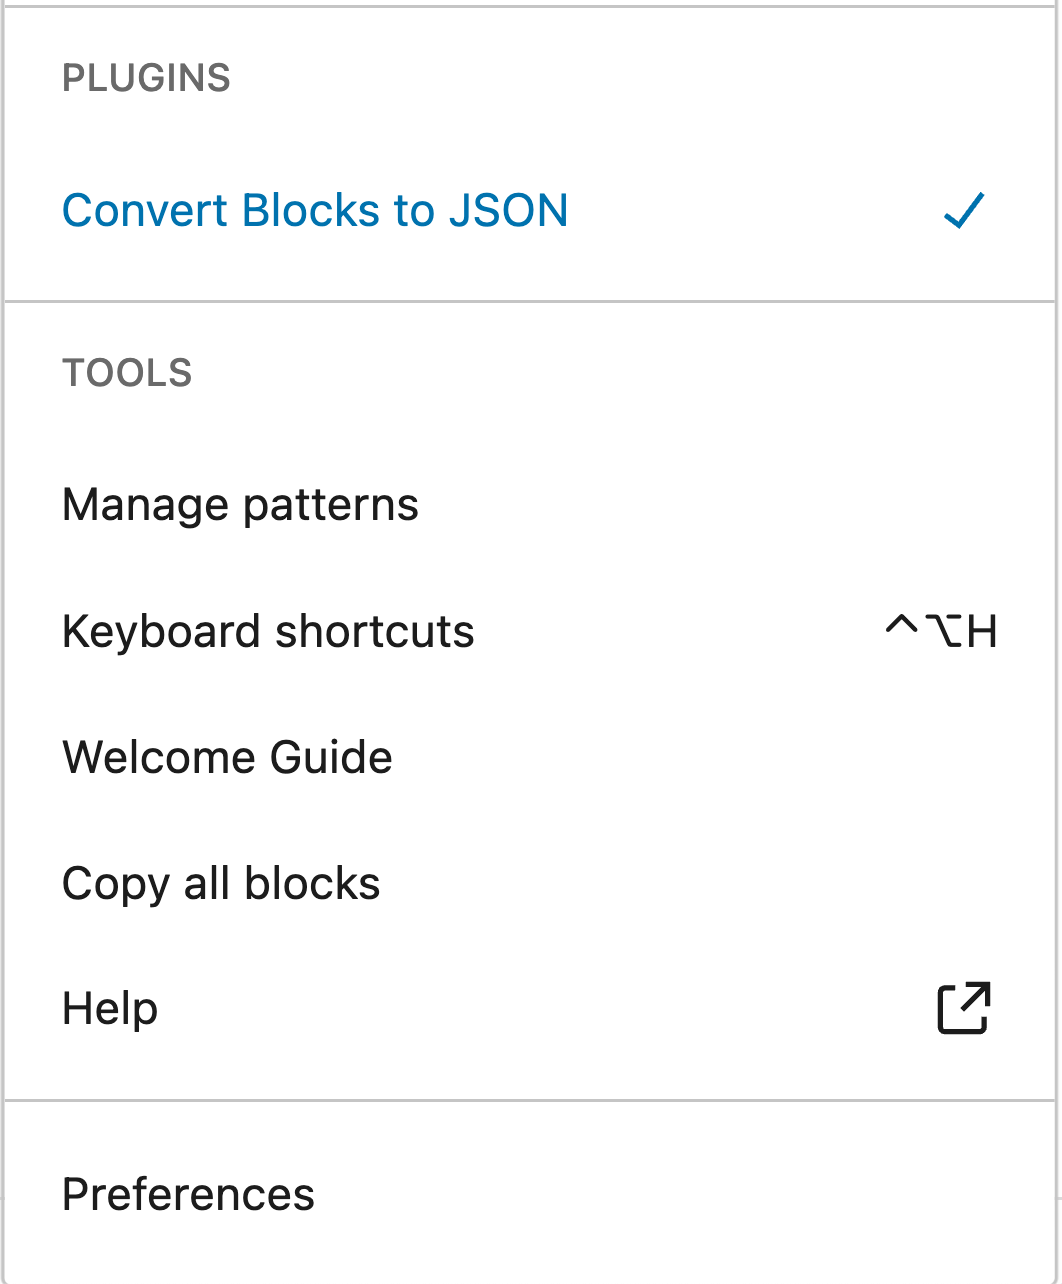 PLUGINS
Convert Blocks to JSON ✓
TOOLS
Manage patterns
Keyboard shortcuts ^⌥H
Welcome Guide
Copy all blocks
Help
Preferences